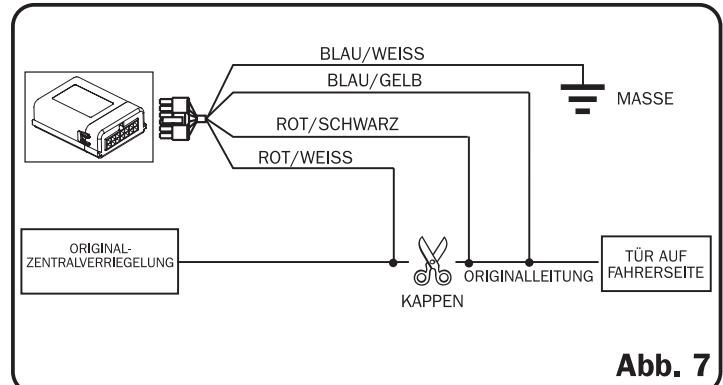 BLAU/WEISS
BLAU/GELB
MASSE
ROT/SCHWARZ
ROT/WEISS
ORIGINAL-
ZENTRALVERRIEGELUNG
KAPPEN
ORIGINALLEITUNG
TÜR AUF
FAHRERSEITE
Abb. 7